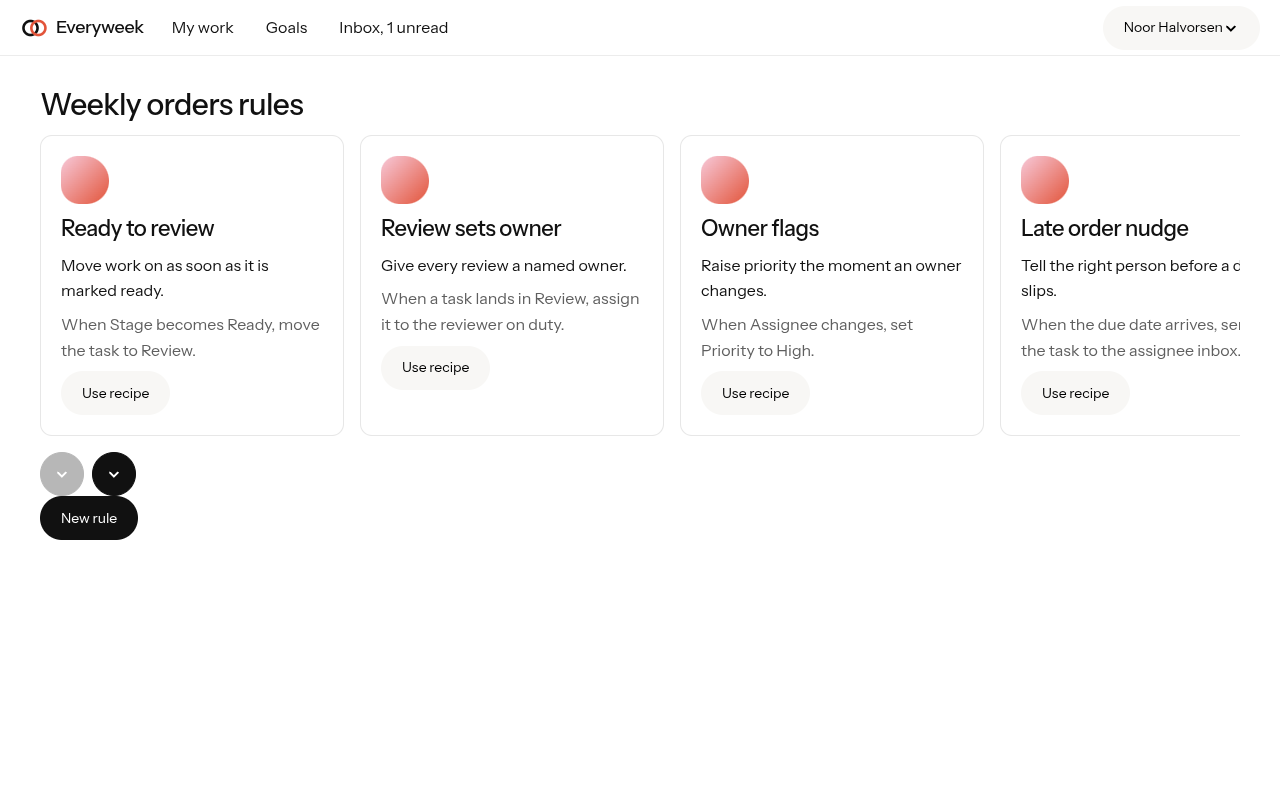 Everyweek
My work
Goals
Inbox, 1 unread
Noor Halvorsen
Weekly orders rules
Ready to review
Move work on as soon as it is
marked ready.
When Stage becomes Ready, move
the task to Review.
Use recipe
Review sets owner
Give every review a named owner.
When a task lands in Review, assign
it to the reviewer on duty.
Use recipe
Owner flags
Raise priority the moment an owner
changes.
When Assignee changes, set
Priority to High.
Use recipe
Late order nudge
Tell the right person before a
slips.
When the due date arrives,
the task to the assignee inbox.
Use recipe
New rule